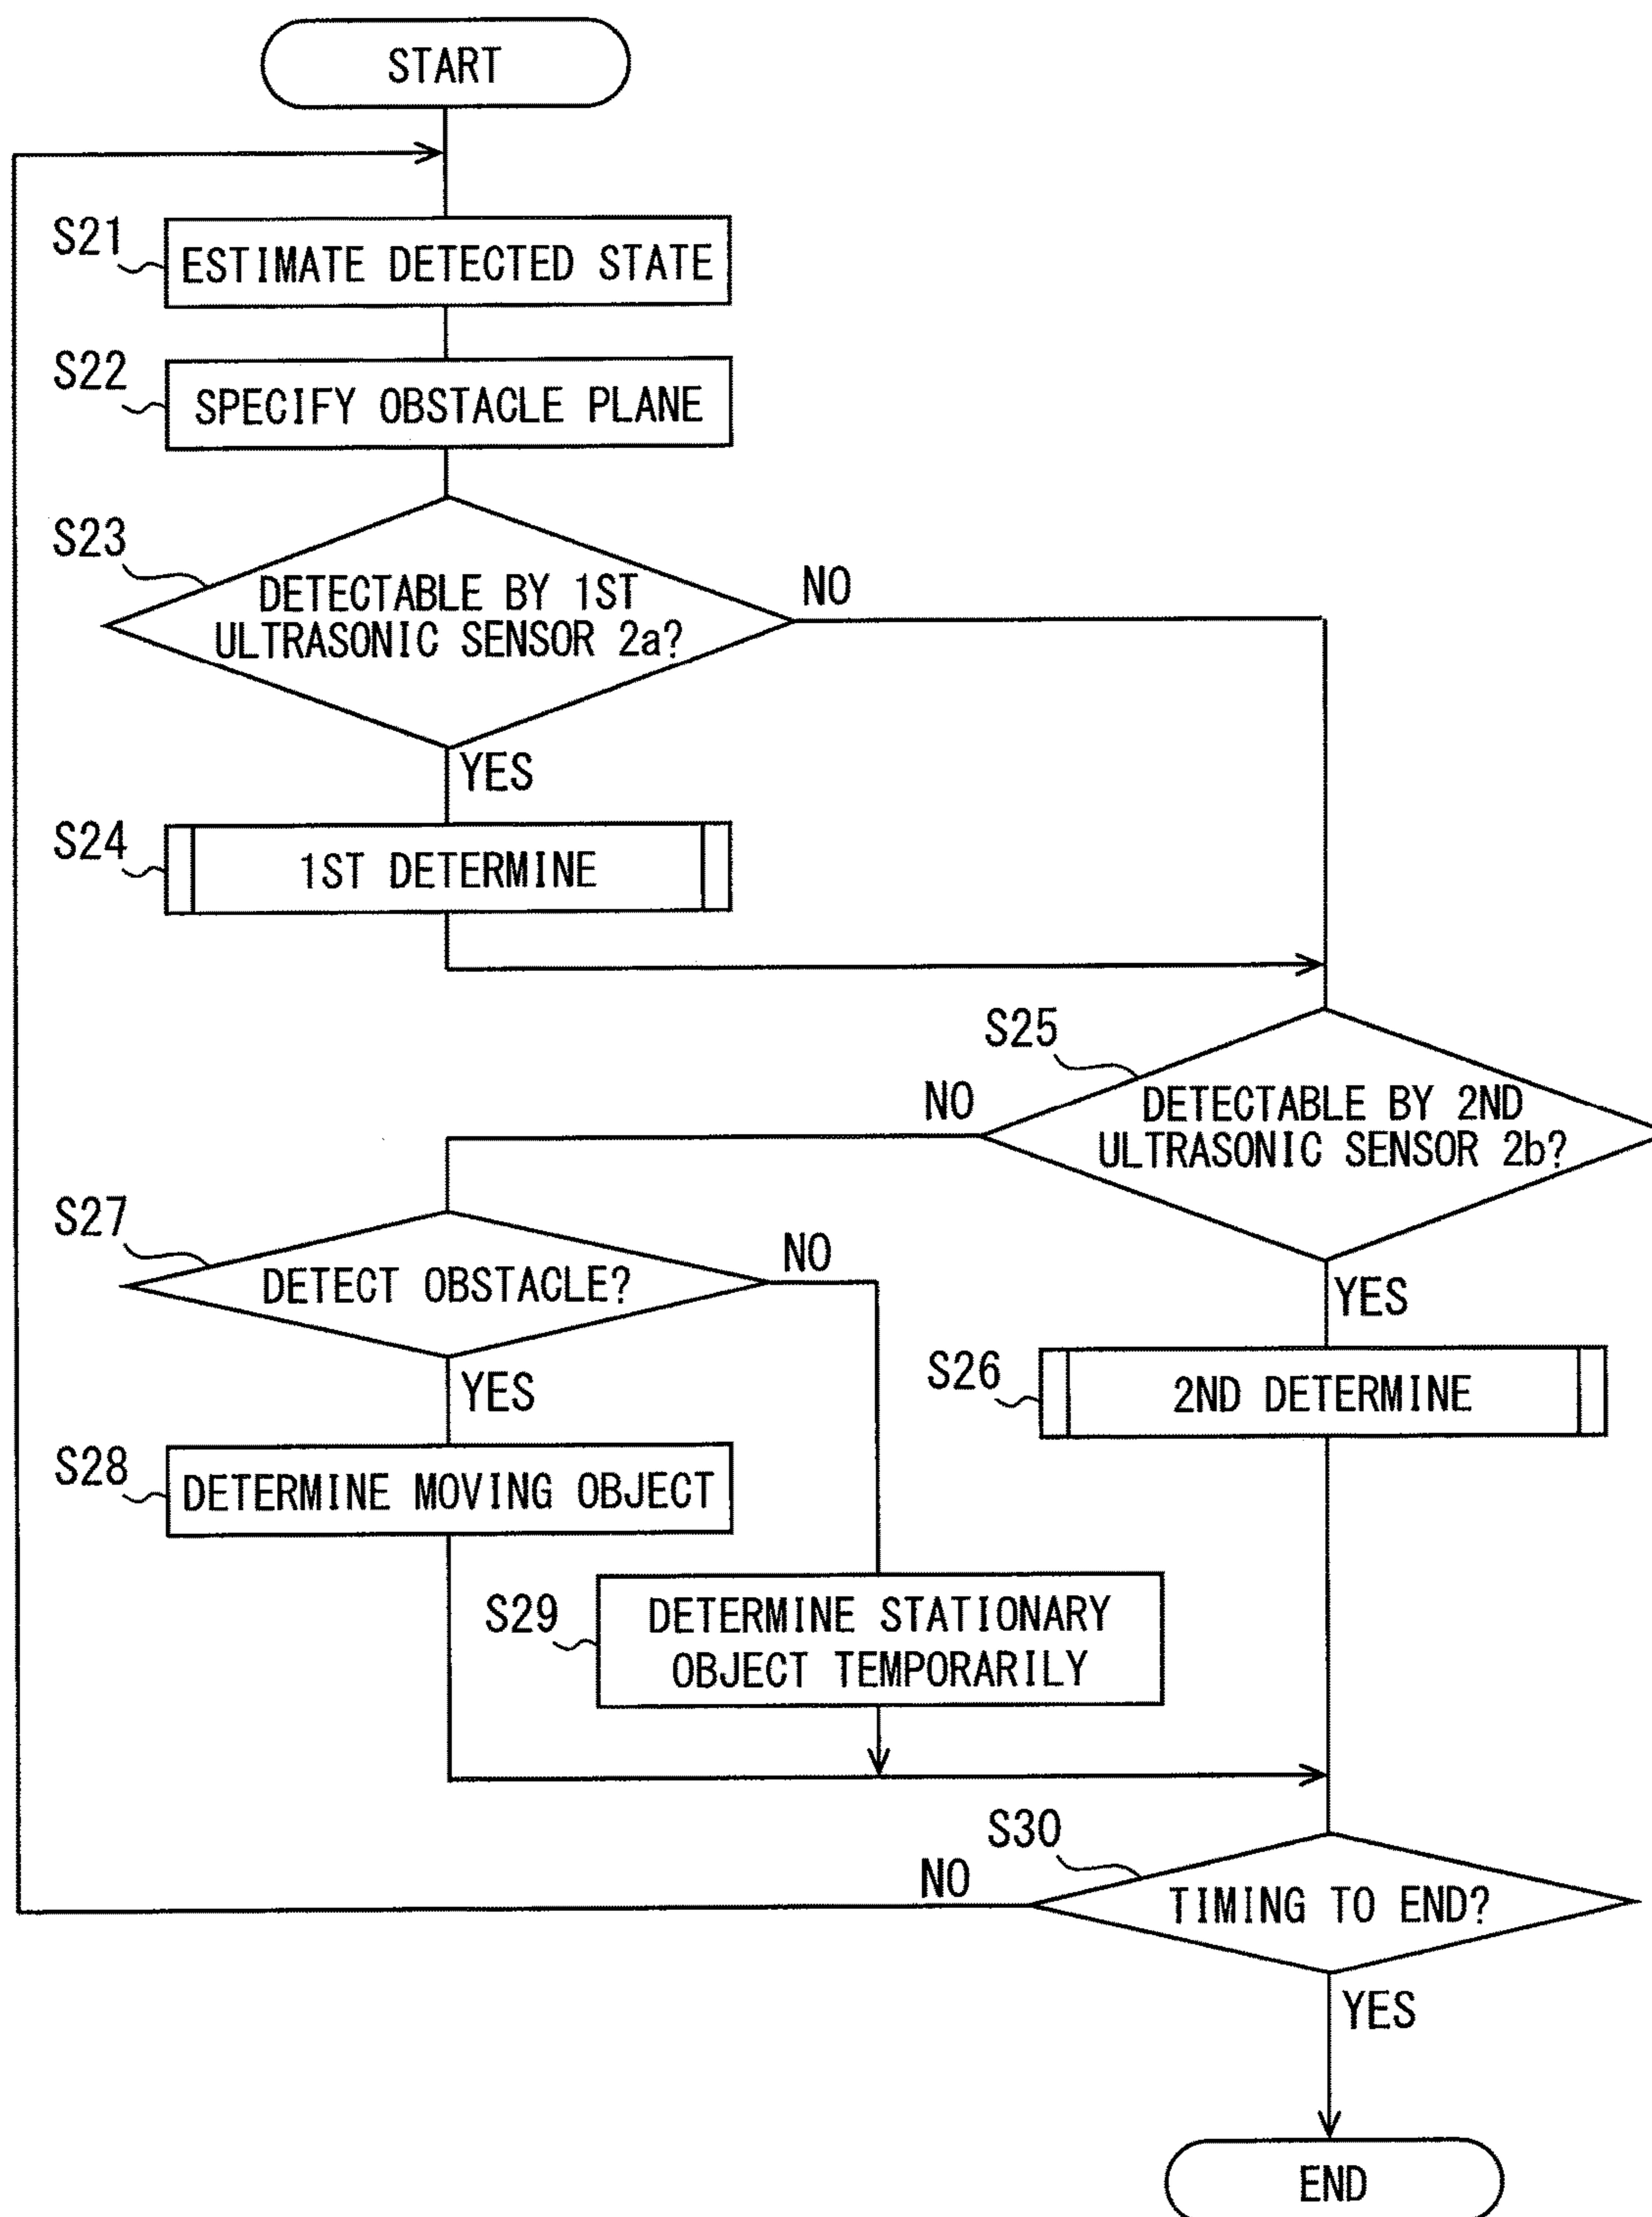 START
S21
ESTIMATE DETECTED STATE
S22
SPECIFY OBSTACLE PLANE
S23
DETECTABLE BY 1ST
ULTRASONIC SENSOR 2a?
NO
YES
S24
1ST DETERMINE
S25
DETECTABLE BY 2ND
ULTRASONIC SENSOR 2b?
NO
YES
S26
2ND DETERMINE
S27
DETECT OBSTACLE?
NO
YES
S28
DETERMINE MOVING OBJECT
S29
DETERMINE STATIONARY
OBJECT TEMPORARILY
S30
TIMING TO END?
NO
YES
END